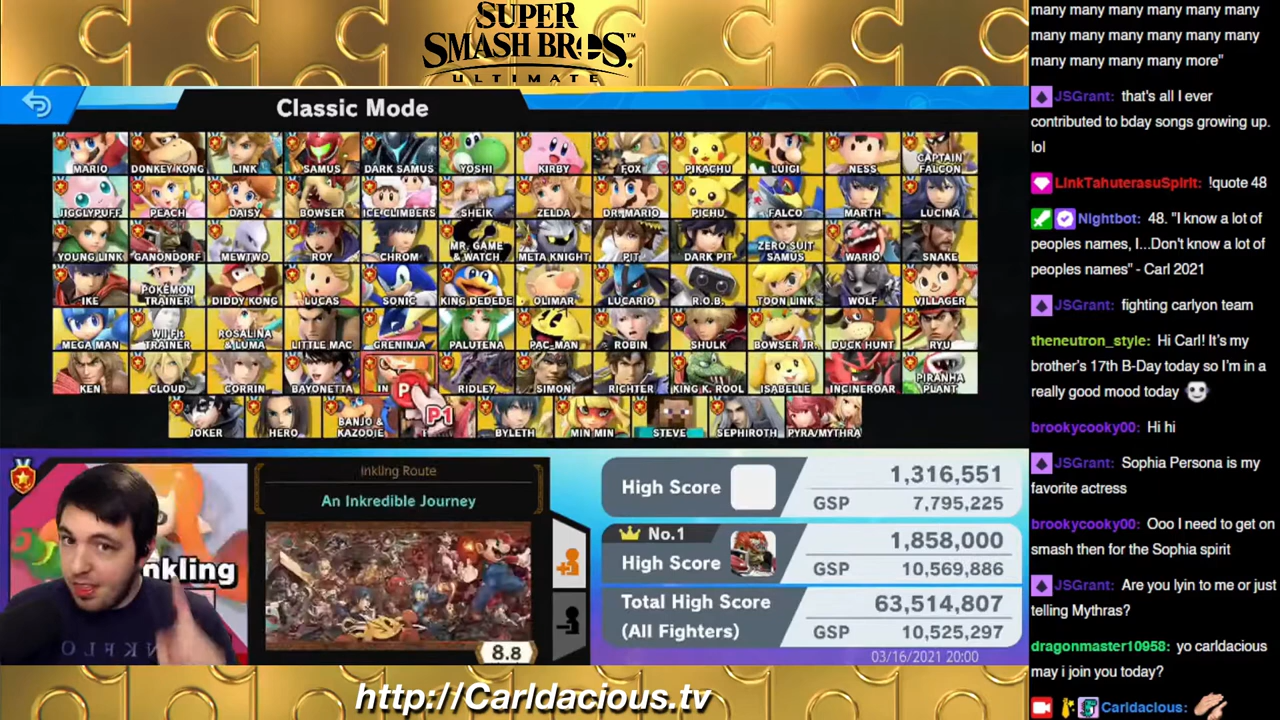 SUPER
SMASH BROS.™
ULTIMATE
Classic Mode
MARIO DONKEY KONG LINK SAMUS DARK SAMUS YOSHI KIRBY FOX PIKACHU LUIGI NESS CAPTAIN FALCON
JIGGLYPUFF PEACH DAISY BOWSER ICE CLIMBERS SHEIK ZELDA DR. MARIO PICHU FALCO MARTH LUCINA
YOUNG LINK GANONDORF MEWTWO ROY CHROM MR. GAME & WATCH META KNIGHT PIT DARK PIT ZERO SUIT SAMUS WARIO SNAKE
IKE POKÉMON TRAINER DIDDY KONG LUCAS SONIC KING DEDEDE OLIMAR LUCARIO R.O.B. TOON LINK WOLF VILLAGER
MEGA MAN Wii Fit TRAINER ROSALINA & LUMA LITTLE MAC GRENINJA PALUTENA PAC-MAN ROBIN SHULK BOWSER JR. DUCK HUNT RYU
KEN CLOUD CORRIN BAYONETTA IN P RIDLEY SIMON RICHTER KING K. ROOL ISABELLE INCINEROAR PIRANHA PLANT
JOKER HERO BANJO & KAZOOIE P1 BYLETH MIN MIN STEVE SEPHIROTH PYRA/MYTHRA
nkling
Inkling Route
An Inkredible Journey
8.8
High Score 1,316,551
GSP 7,795,225
No.1
High Score 1,858,000
GSP 10,569,886
Total High Score 63,514,807
(All Fighters) GSP 10,525,297
03/16/2021 20:00
http://Carldacious.tv
many many many many many many
many many many many many many
many many many many more"
JSGrant: that's all I ever
contributed to bday songs growing up.
lol
LinkTahuterasuSpirit: !quote 48
Nightbot: 48. "I know a lot of
peoples names, I...Don't know a lot of
peoples names" - Carl 2021
JSGrant: fighting carlyon team
theneutron_style: Hi Carl! It's my
brother's 17th B-Day today so I'm in a
really good mood today
brookycooky00: Hi hi
JSGrant: Sophia Persona is my
favorite actress
brookycooky00: Ooo I need to get on
smash then for the Sophia spirit
JSGrant: Are you lyin to me or just
telling Mythras?
dragonmaster10958: yo carldacious
may i join you today?
Carldacious: